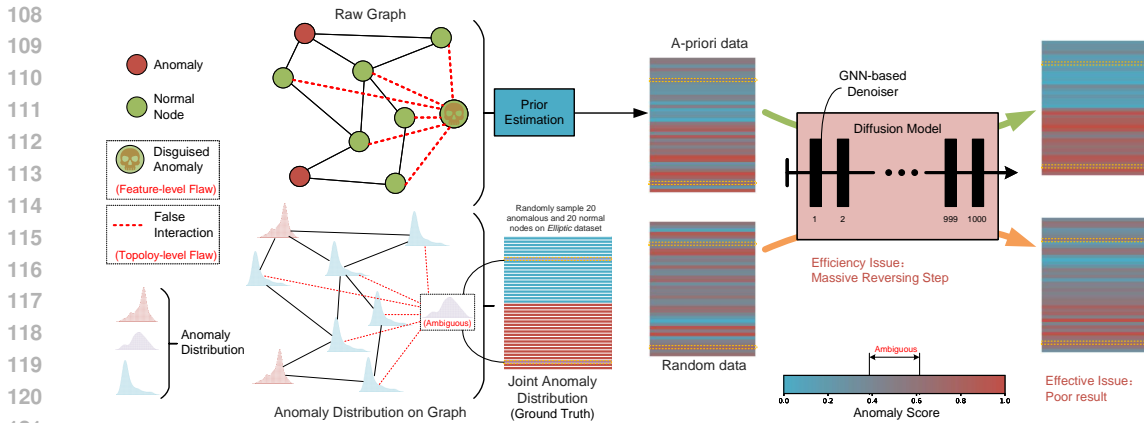 108
109
110
111
112
113
114
115
116
117
118
119
120
Raw Graph
Anomaly
Normal
Node
Disguised
Anomaly
(Feature-level Flaw)
False
Interaction
(Topoloy-level Flaw)
Anomaly
Distribution
(Ambiguous)
Anomaly Distribution on Graph
Prior
Estimation
Randomly sample 20
anomalous and 20 normal
nodes on Elliptic dataset
Joint Anomaly
Distribution
(Ground Truth)
A-priori data
Random data
GNN-based
Denoiser
Diffusion Model
1
2
999
1000
Efficiency Issue:
Massive Reversing Step
Ambiguous
0.0
0.2
0.4
0.6
0.8
1.0
Anomaly Score
Effective Issue:
Poor result